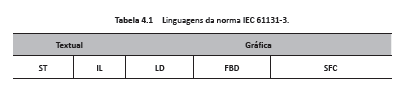 Tabela 4.1 Linguagens da norma IEC 61131-3.
Textual Gráfica
ST IL LD FBD SFC